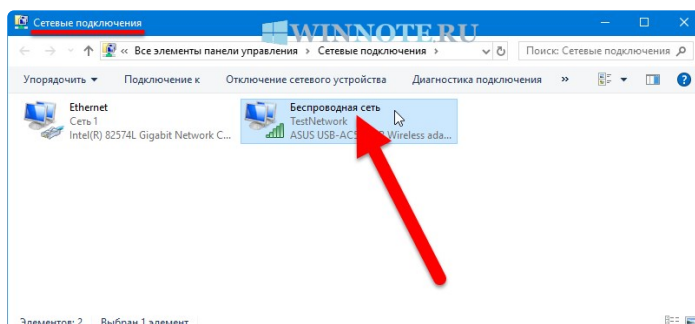 Сетевые подключения
WINNOTE.RU
« Все элементы панели управления › Сетевые подключения ›
Поиск: Сетевые подключения
Упорядочить
Подключение к
Отключение сетевого устройства
Диагностика подключения
»
Ethernet
Сеть 1
Intel(R) 82574L Gigabit Network C...
Беспроводная сеть
TestNetwork
ASUS USB-AC5 Wireless ada...
Элементов: 2 Выбран 1 элемент